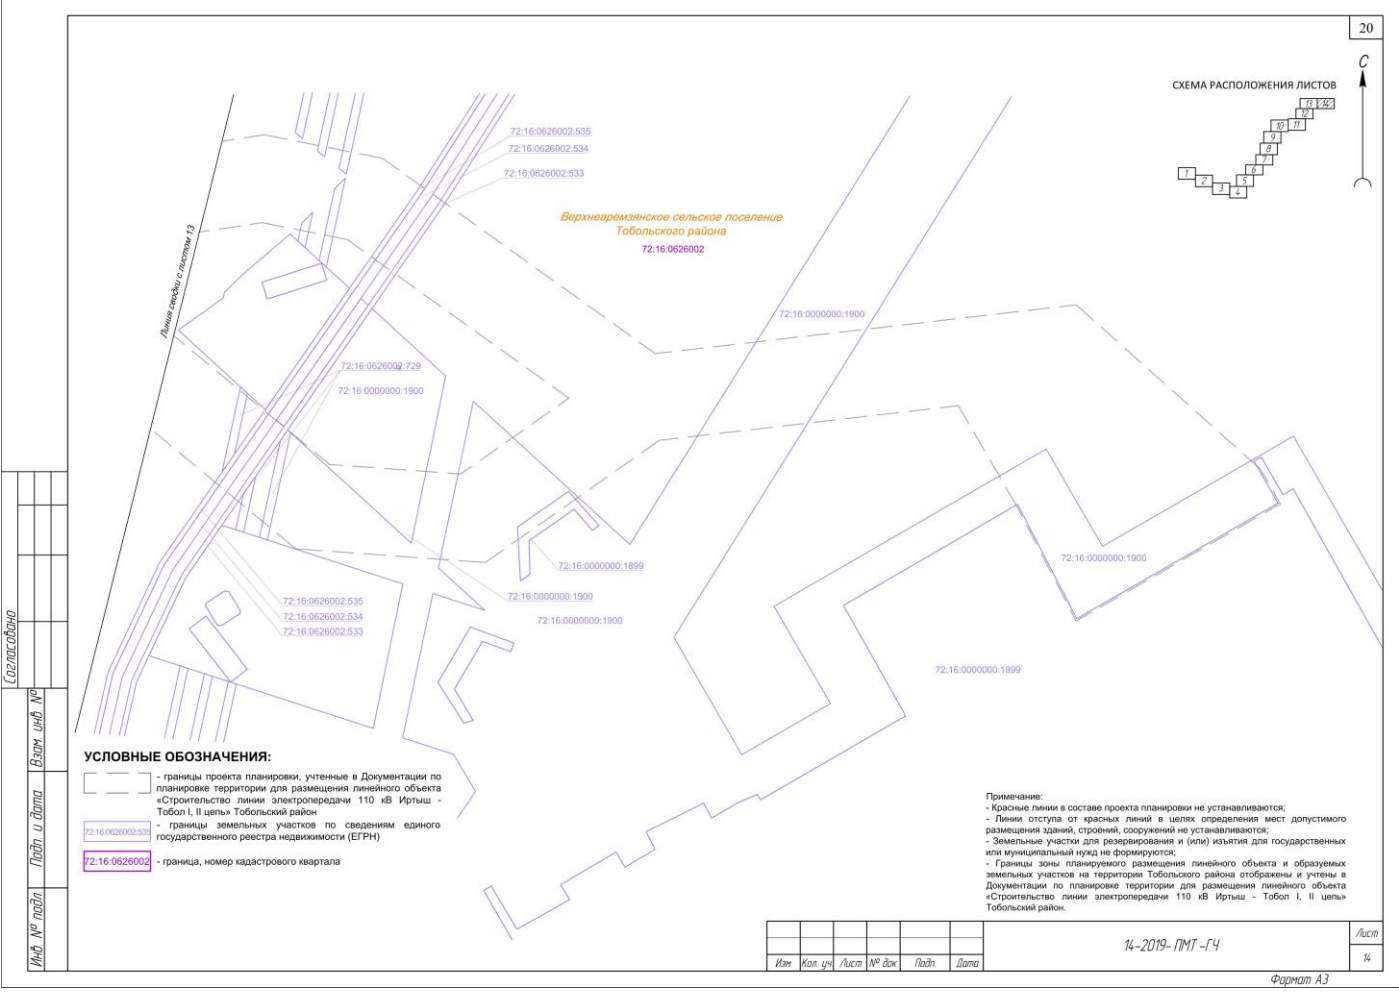 20
С
СХЕМА РАСПОЛОЖЕНИЯ ЛИСТОВ
13 14
12
10 11
9
8
7
1
6
2
5
3
4
72:16:0626002:535
72:16:0626002:534
72:16:0626002:533
Верхнеаремзянское сельское поселение
Тобольского района
72:16:0626002
Линия сводки с листом 13
72:16:0000000:1900
72:16:0626002:729
72:16:0000000:1900
72:16:0000000:1900
72:16:0000000:1899
72:16:0000000:1900
72:16:0626002:535
72:16:0626002:534
72:16:0626002:533
72:16:0000000:1900
72:16:0000000:1899
УСЛОВНЫЕ ОБОЗНАЧЕНИЯ:
- границы проекта планировки, учтенные в Документации по
планировке территории для размещения линейного объекта
«Строительство линии электропередачи 110 кВ Иртыш -
Тобол I, II цепь» Тобольский район
72:16:0626002:535
- границы земельных участков по сведениям единого
государственного реестра недвижимости (ЕГРН)
72:16:0626002
- граница, номер кадастрового квартала
Примечание:
- Красные линии в составе проекта планировки не устанавливаются;
- Линии отступа от красных линий в целях определения мест допустимого
размещения зданий, строений, сооружений не устанавливаются;
- Земельные участки для резервирования и (или) изъятия для государственных
или муниципальный нужд не формируются;
- Границы зоны планируемого размещения линейного объекта и образуемых
земельных участков на территории Тобольского района отображены и учтены в
Документации по планировке территории для размещения линейного объекта
«Строительство линии электропередачи 110 кВ Иртыш - Тобол I, II цепь»
Тобольский район.
Согласовано
Взам. инв. №
Подп. и дата
Инв. № подл.
Изм. Кол. уч Лист № док. Подп. Дата
14-2019- ПМТ -ГЧ
Лист
14
Формат А3